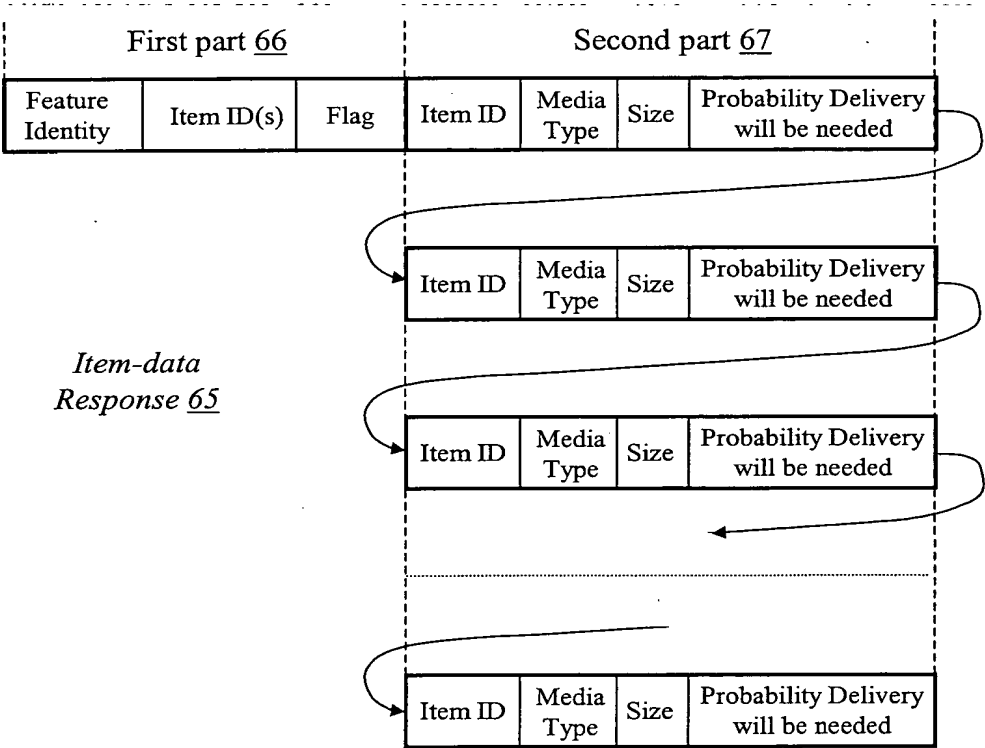 First part 66
Second part 67
Feature Identity
Item ID(s)
Flag
Item ID
Media Type
Size
Probability Delivery will be needed
Item ID
Media Type
Size
Probability Delivery will be needed
Item-data
Response 65
Item ID
Media Type
Size
Probability Delivery will be needed
Item ID
Media Type
Size
Probability Delivery will be needed